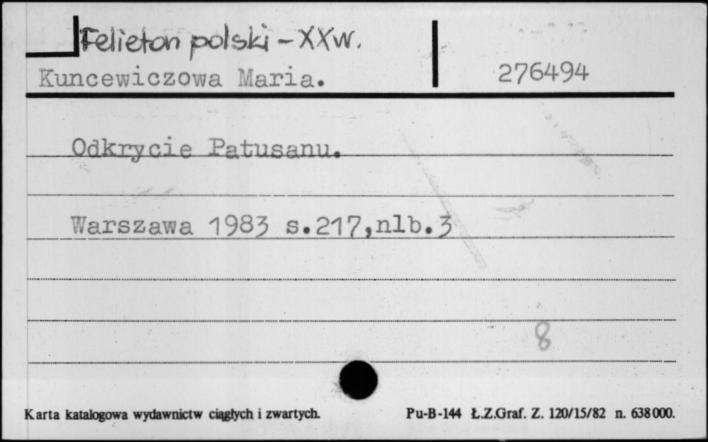 Felieton polski - XXw.
Kuncewiczowa Maria.
276494
Odkrycie Patusanu.
Warszawa 1983 s.217,nlb.3
8
Karta katalogowa wydawnictw ciągłych i zwartych.
Pu-B-144 Ł.Z.Graf. Z. 120/15/82 n. 638000.